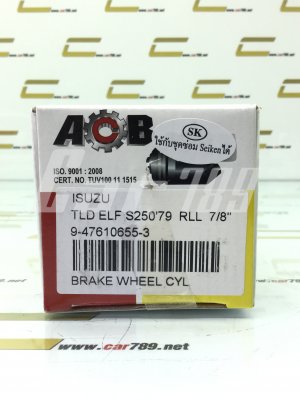 ACB
SK
ใช้กับชุดซ่อม Seiken ได้
ISO. 9001 : 2008
CERT. NO. TUV100 11 1515
ISUZU
TLD ELF S250'79 RLL 7/8"
9-47610655-3
BRAKE WHEEL CYL
www.car789.net